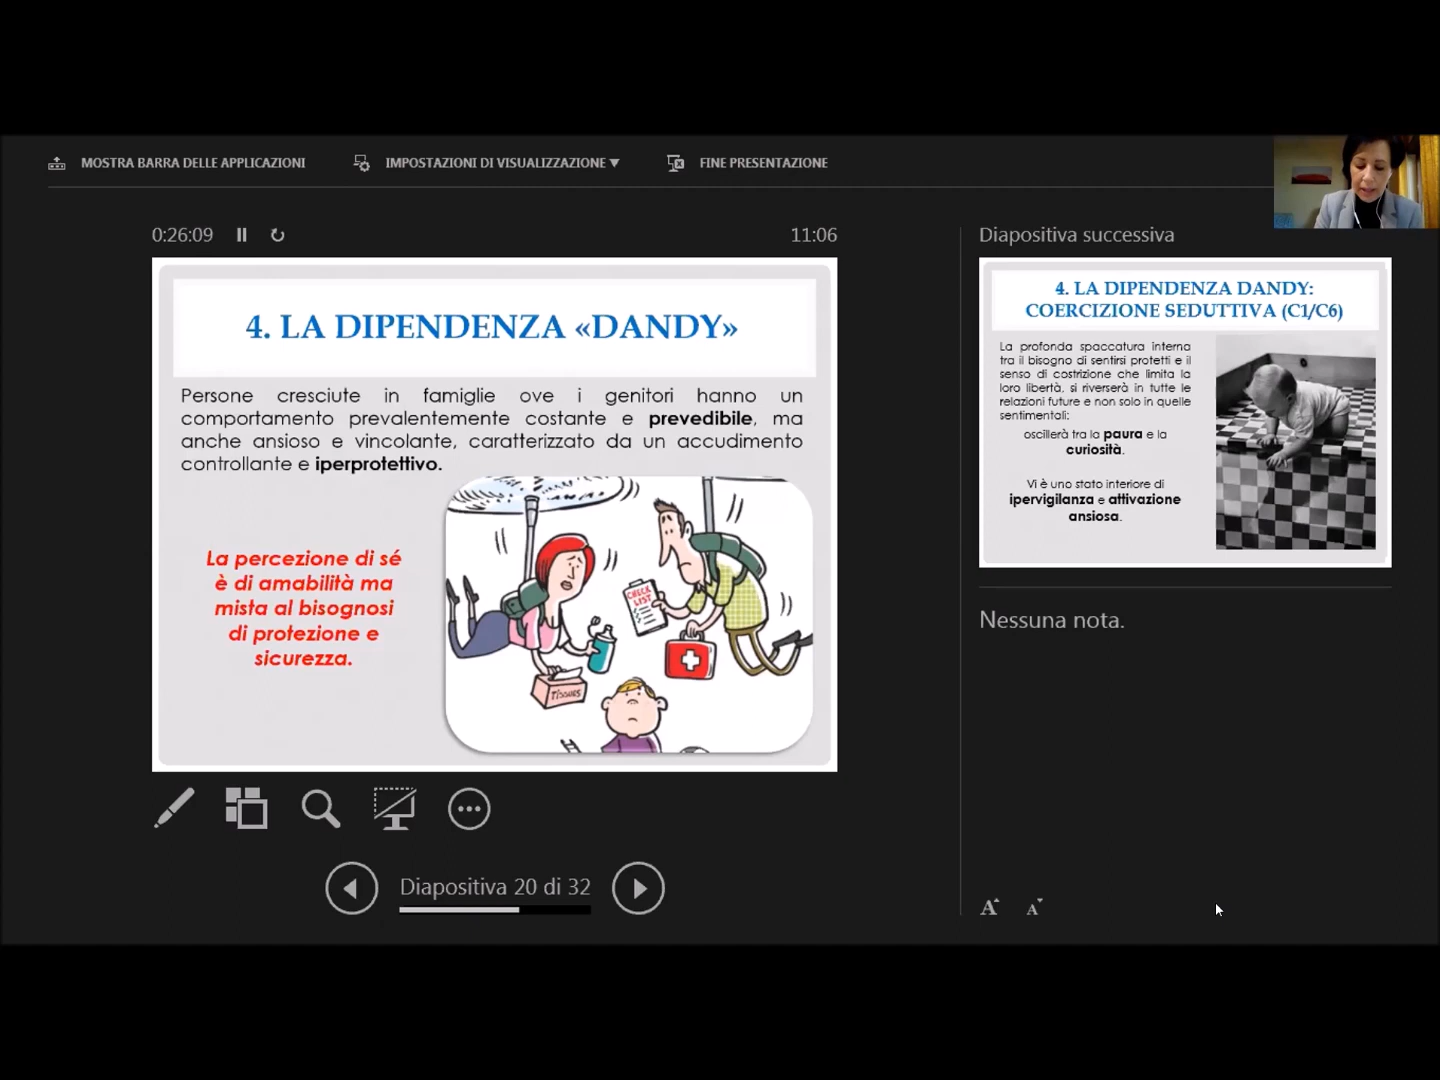 MOSTRA BARRA DELLE APPLICAZIONI
IMPOSTAZIONI DI VISUALIZZAZIONE ▼
FINE PRESENTAZIONE
0:26:09
11:06
4. LA DIPENDENZA «DANDY»
Persone cresciute in famiglie ove i genitori hanno un
comportamento prevalentemente costante e prevedibile, ma
anche ansioso e vincolante, caratterizzato da un accudimento
controllante e iperprotettivo.
La percezione di sé
è di amabilità ma
mista al bisognosi
di protezione e
sicurezza.
CHECK
LIST
TISSUES
Diapositiva 20 di 32
Diapositiva successiva
4. LA DIPENDENZA DANDY:
COERCIZIONE SEDUTTIVA (C1/C6)
La profonda spaccatura interna
tra il bisogno di sentirsi protetti e il
senso di costrizione che limita la
loro libertà, si riverserà in tutte le
relazioni future e non solo in quelle
sentimentali:
oscillerà tra la paura e la
curiosità.
Vi è uno stato interiore di
ipervigilanza e attivazione
ansiosa.
Nessuna nota.
A A